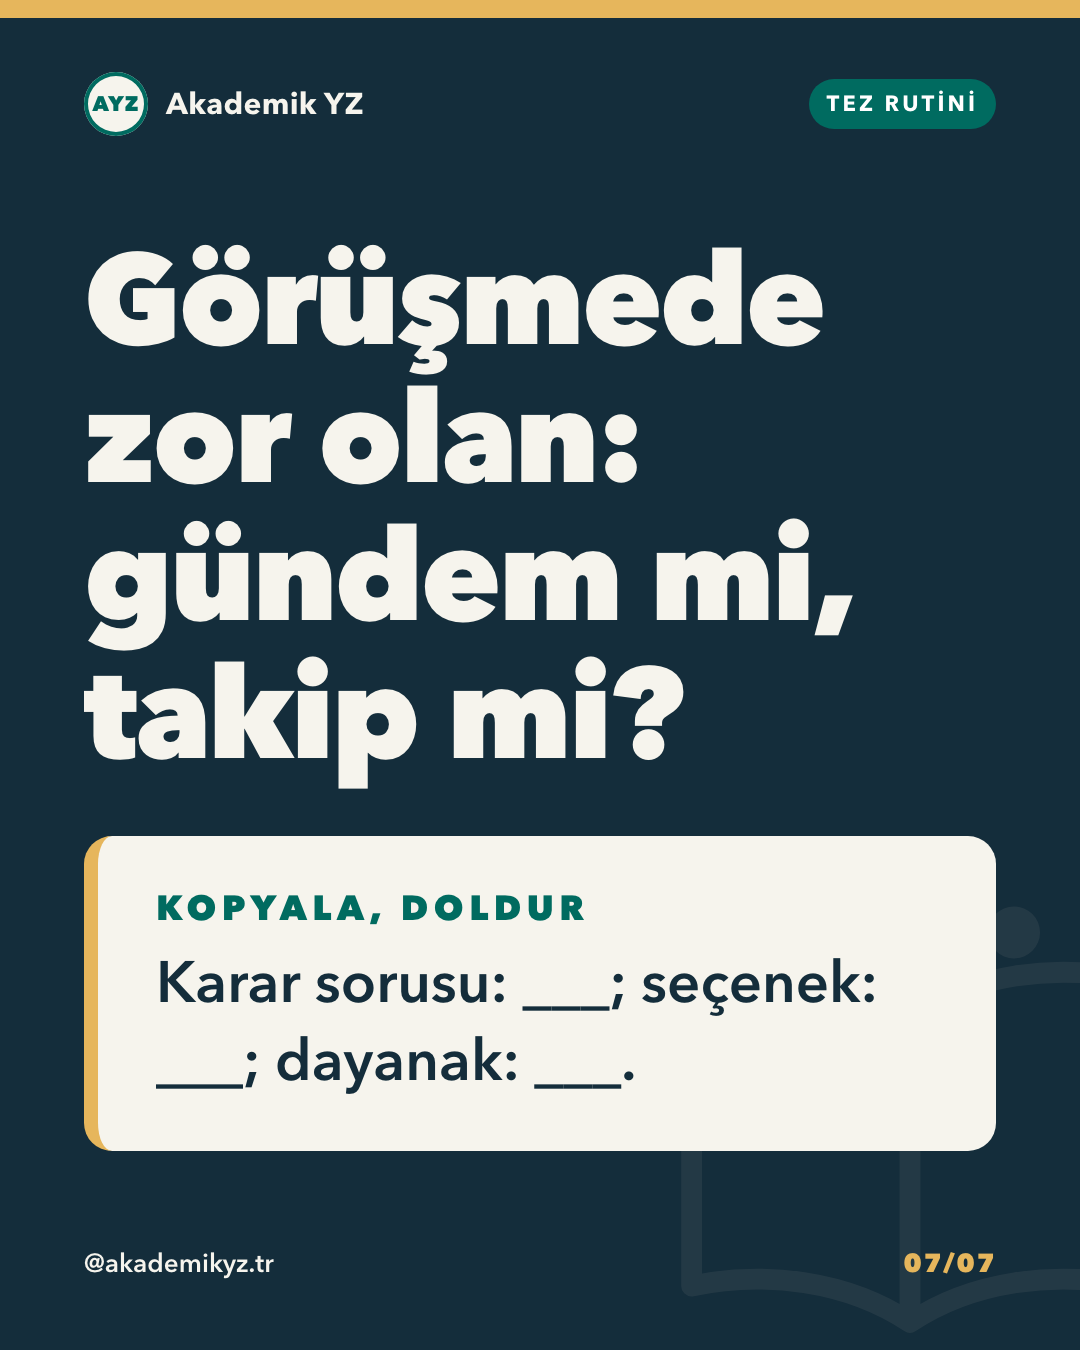 AYZ
Akademik YZ
TEZ RUTİNİ
Görüşmede
zor olan:
gündem mi,
takip mi?
KOPYALA, DOLDUR
Karar sorusu: ___; seçenek:
___; dayanak: ___.
@akademikyz.tr
07/07